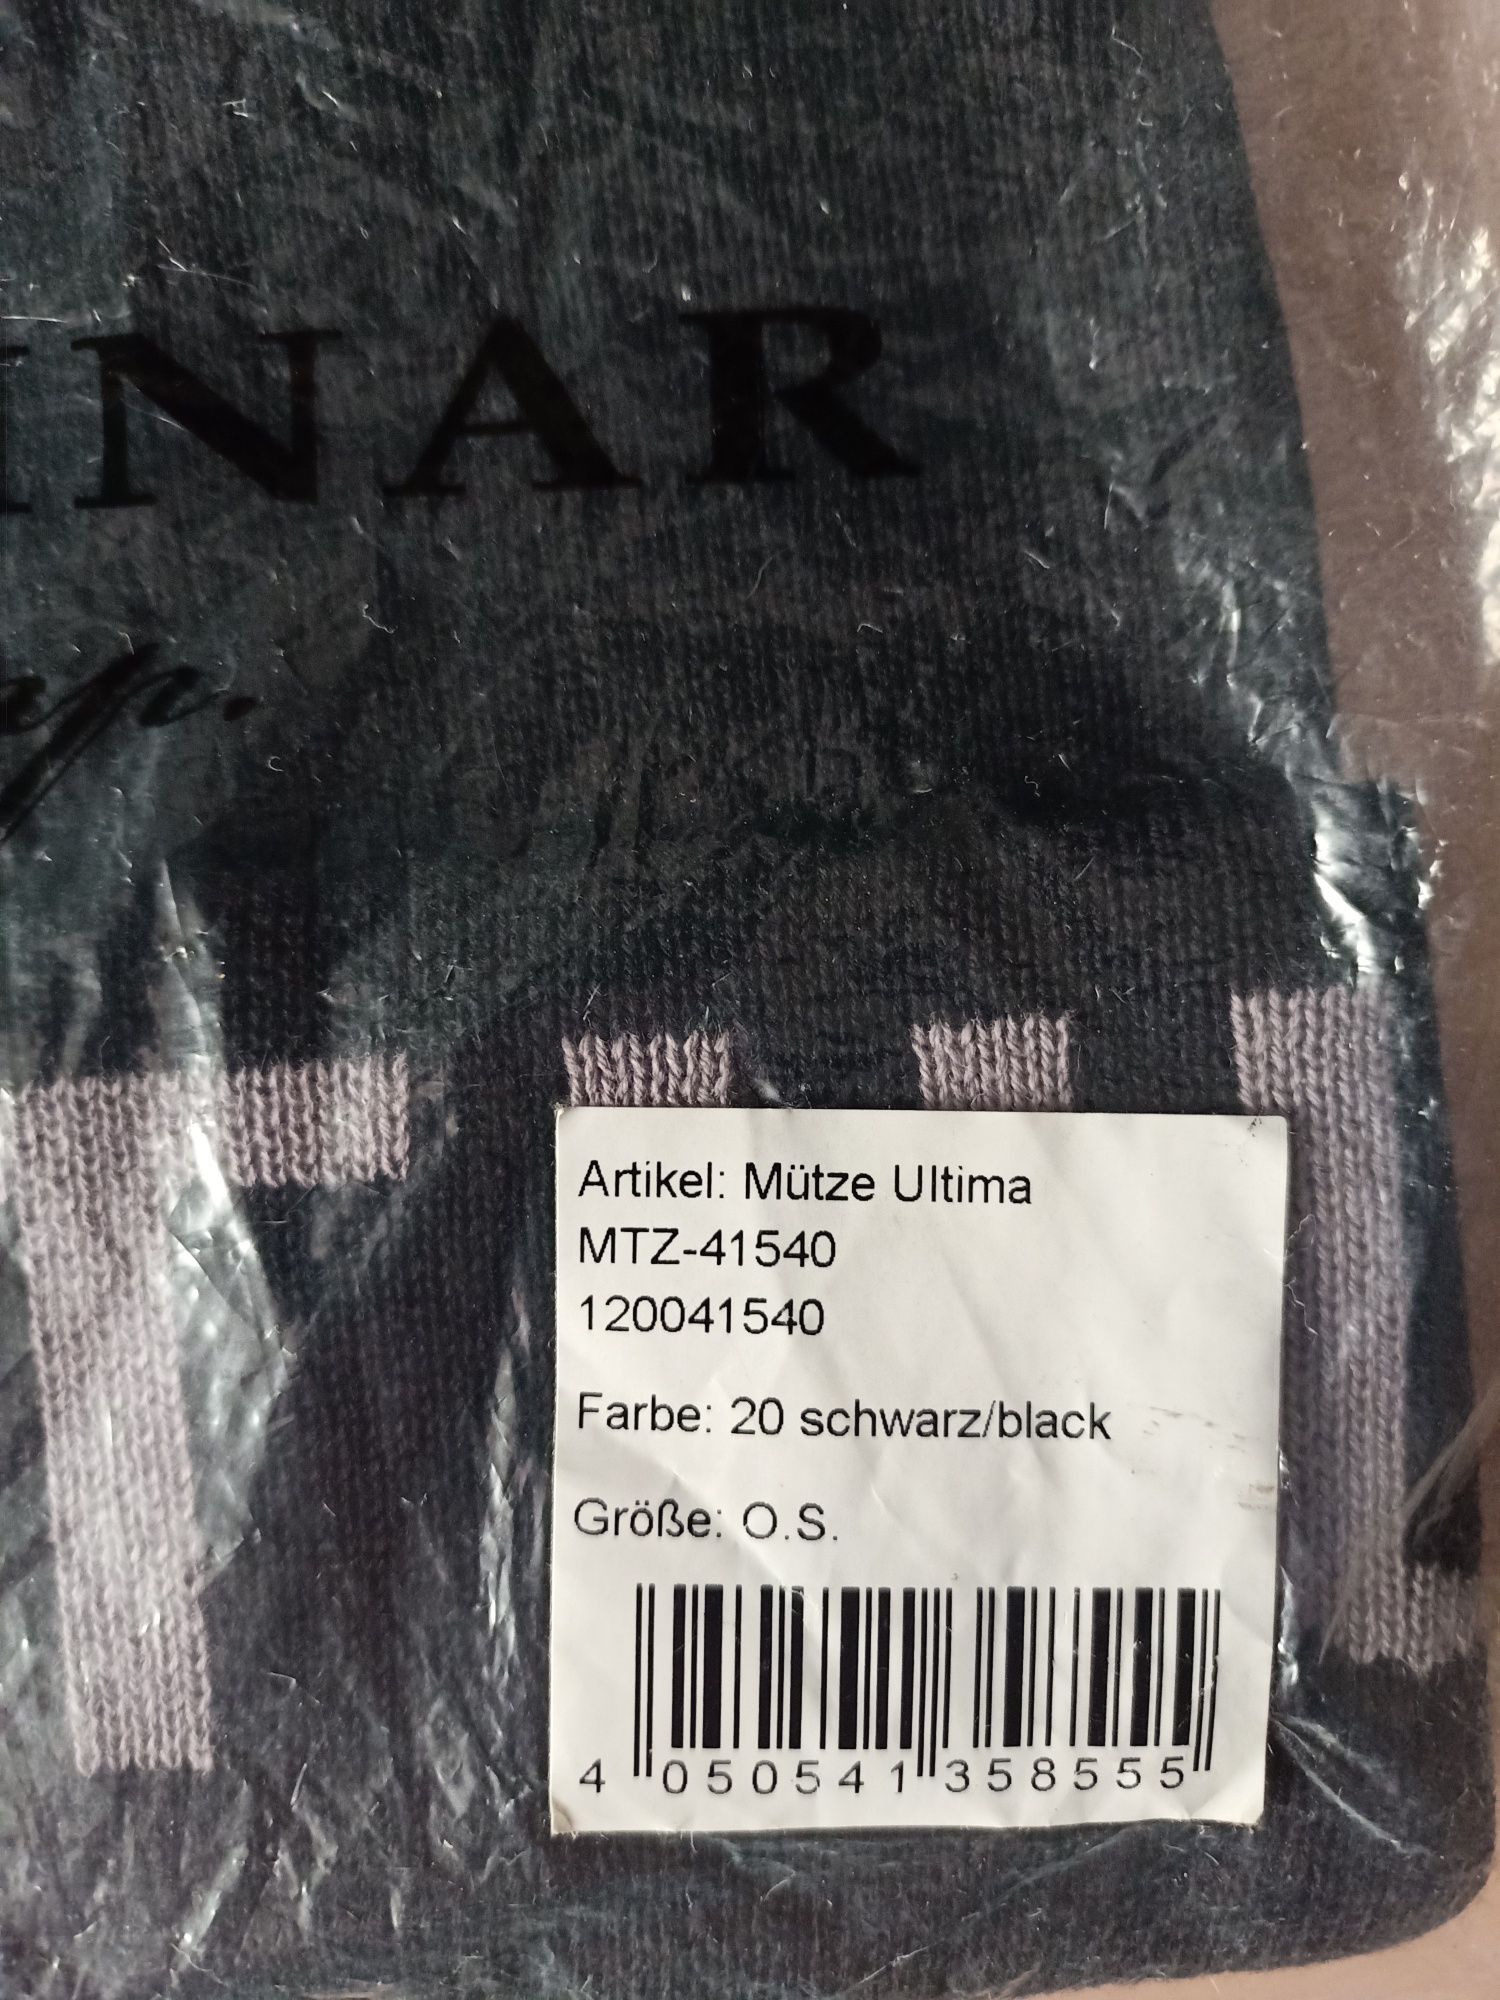 NAR
Artikel: Mütze Ultima
MTZ-41540
120041540
Farbe: 20 schwarz/black
Größe: O.S.
4 050541 358555